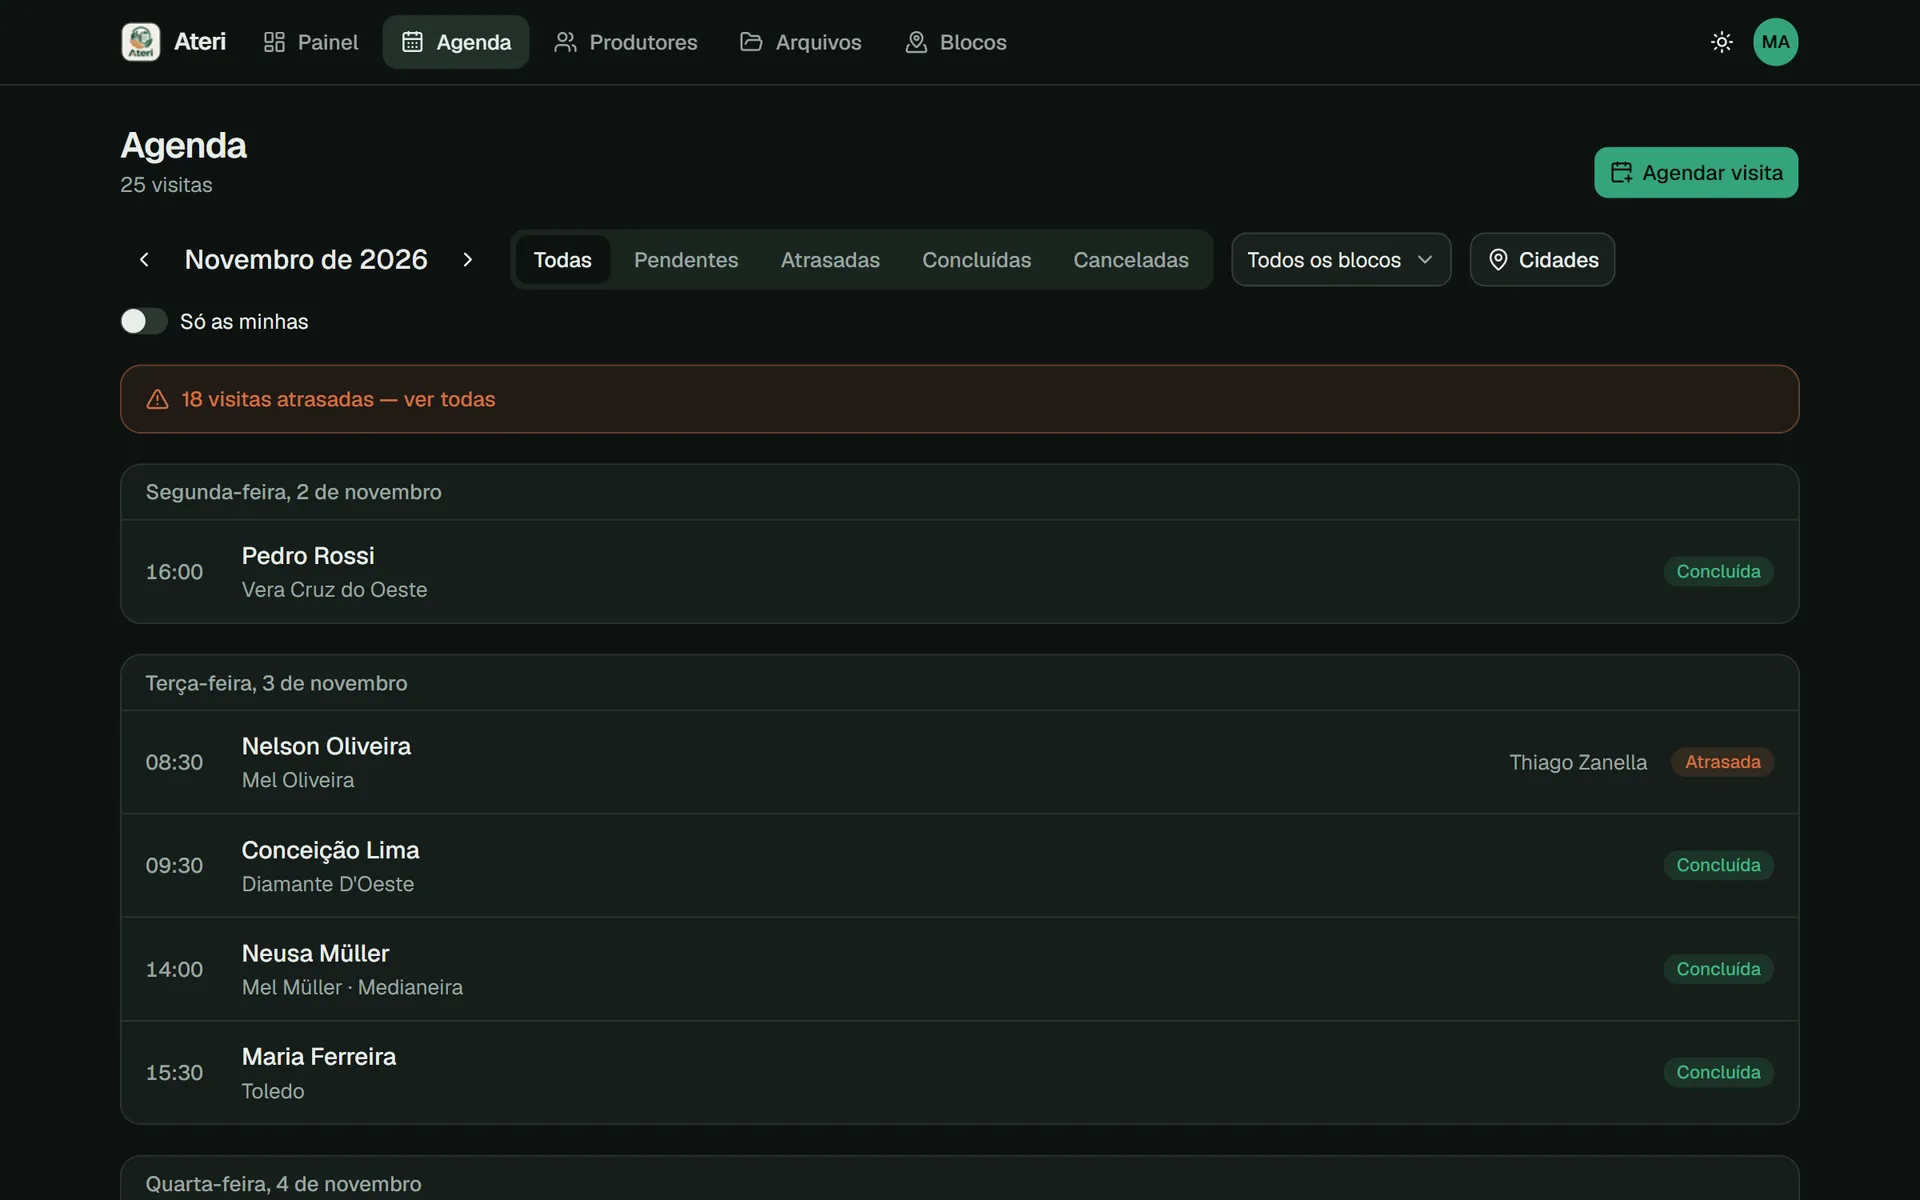 Ateri
Ateri Painel Agenda Produtores Arquivos Blocos MA
Agenda
25 visitas
Agendar visita
Novembro de 2026 Todas Pendentes Atrasadas Concluídas Canceladas Todos os blocos Cidades
Só as minhas
18 visitas atrasadas — ver todas
Segunda-feira, 2 de novembro
16:00 Pedro Rossi Concluída
Vera Cruz do Oeste
Terça-feira, 3 de novembro
08:30 Nelson Oliveira Thiago Zanella Atrasada
Mel Oliveira
09:30 Conceição Lima Concluída
Diamante D'Oeste
14:00 Neusa Müller Concluída
Mel Müller · Medianeira
15:30 Maria Ferreira Concluída
Toledo
Quarta-feira, 4 de novembro